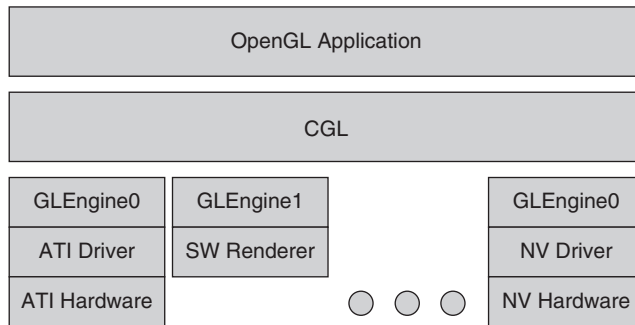 OpenGL Application
CGL
GLEngine0 GLEngine1 GLEngine0
ATI Driver SW Renderer NV Driver
ATI Hardware NV Hardware